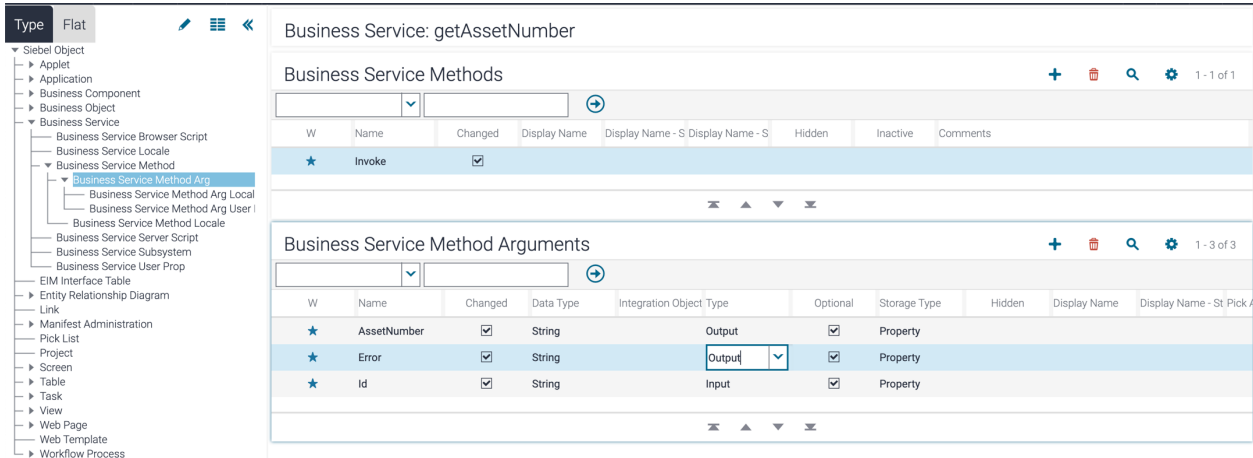 Type Flat
Siebel Object
Applet
Application
Business Component
Business Object
Business Service
Business Service Browser Script
Business Service Locale
Business Service Method
Business Service Method Arg
Business Service Method Arg Local
Business Service Method Arg User
Business Service Method Locale
Business Service Server Script
Business Service Subsystem
Business Service User Prop
EIM Interface Table
Entity Relationship Diagram
Link
Manifest Administration
Pick List
Project
Screen
Table
Task
View
Web Page
Web Template
Workflow Process
Business Service: getAssetNumber
Business Service Methods 1 - 1 of 1
W Name Changed Display Name Display Name - S Display Name - S Hidden Inactive Comments
Invoke
Business Service Method Arguments 1 - 3 of 3
W Name Changed Data Type Integration Object Type Optional Storage Type Hidden Display Name Display Name - St Pick A
AssetNumber String Output Property
Error String Output Property
Id String Input Property